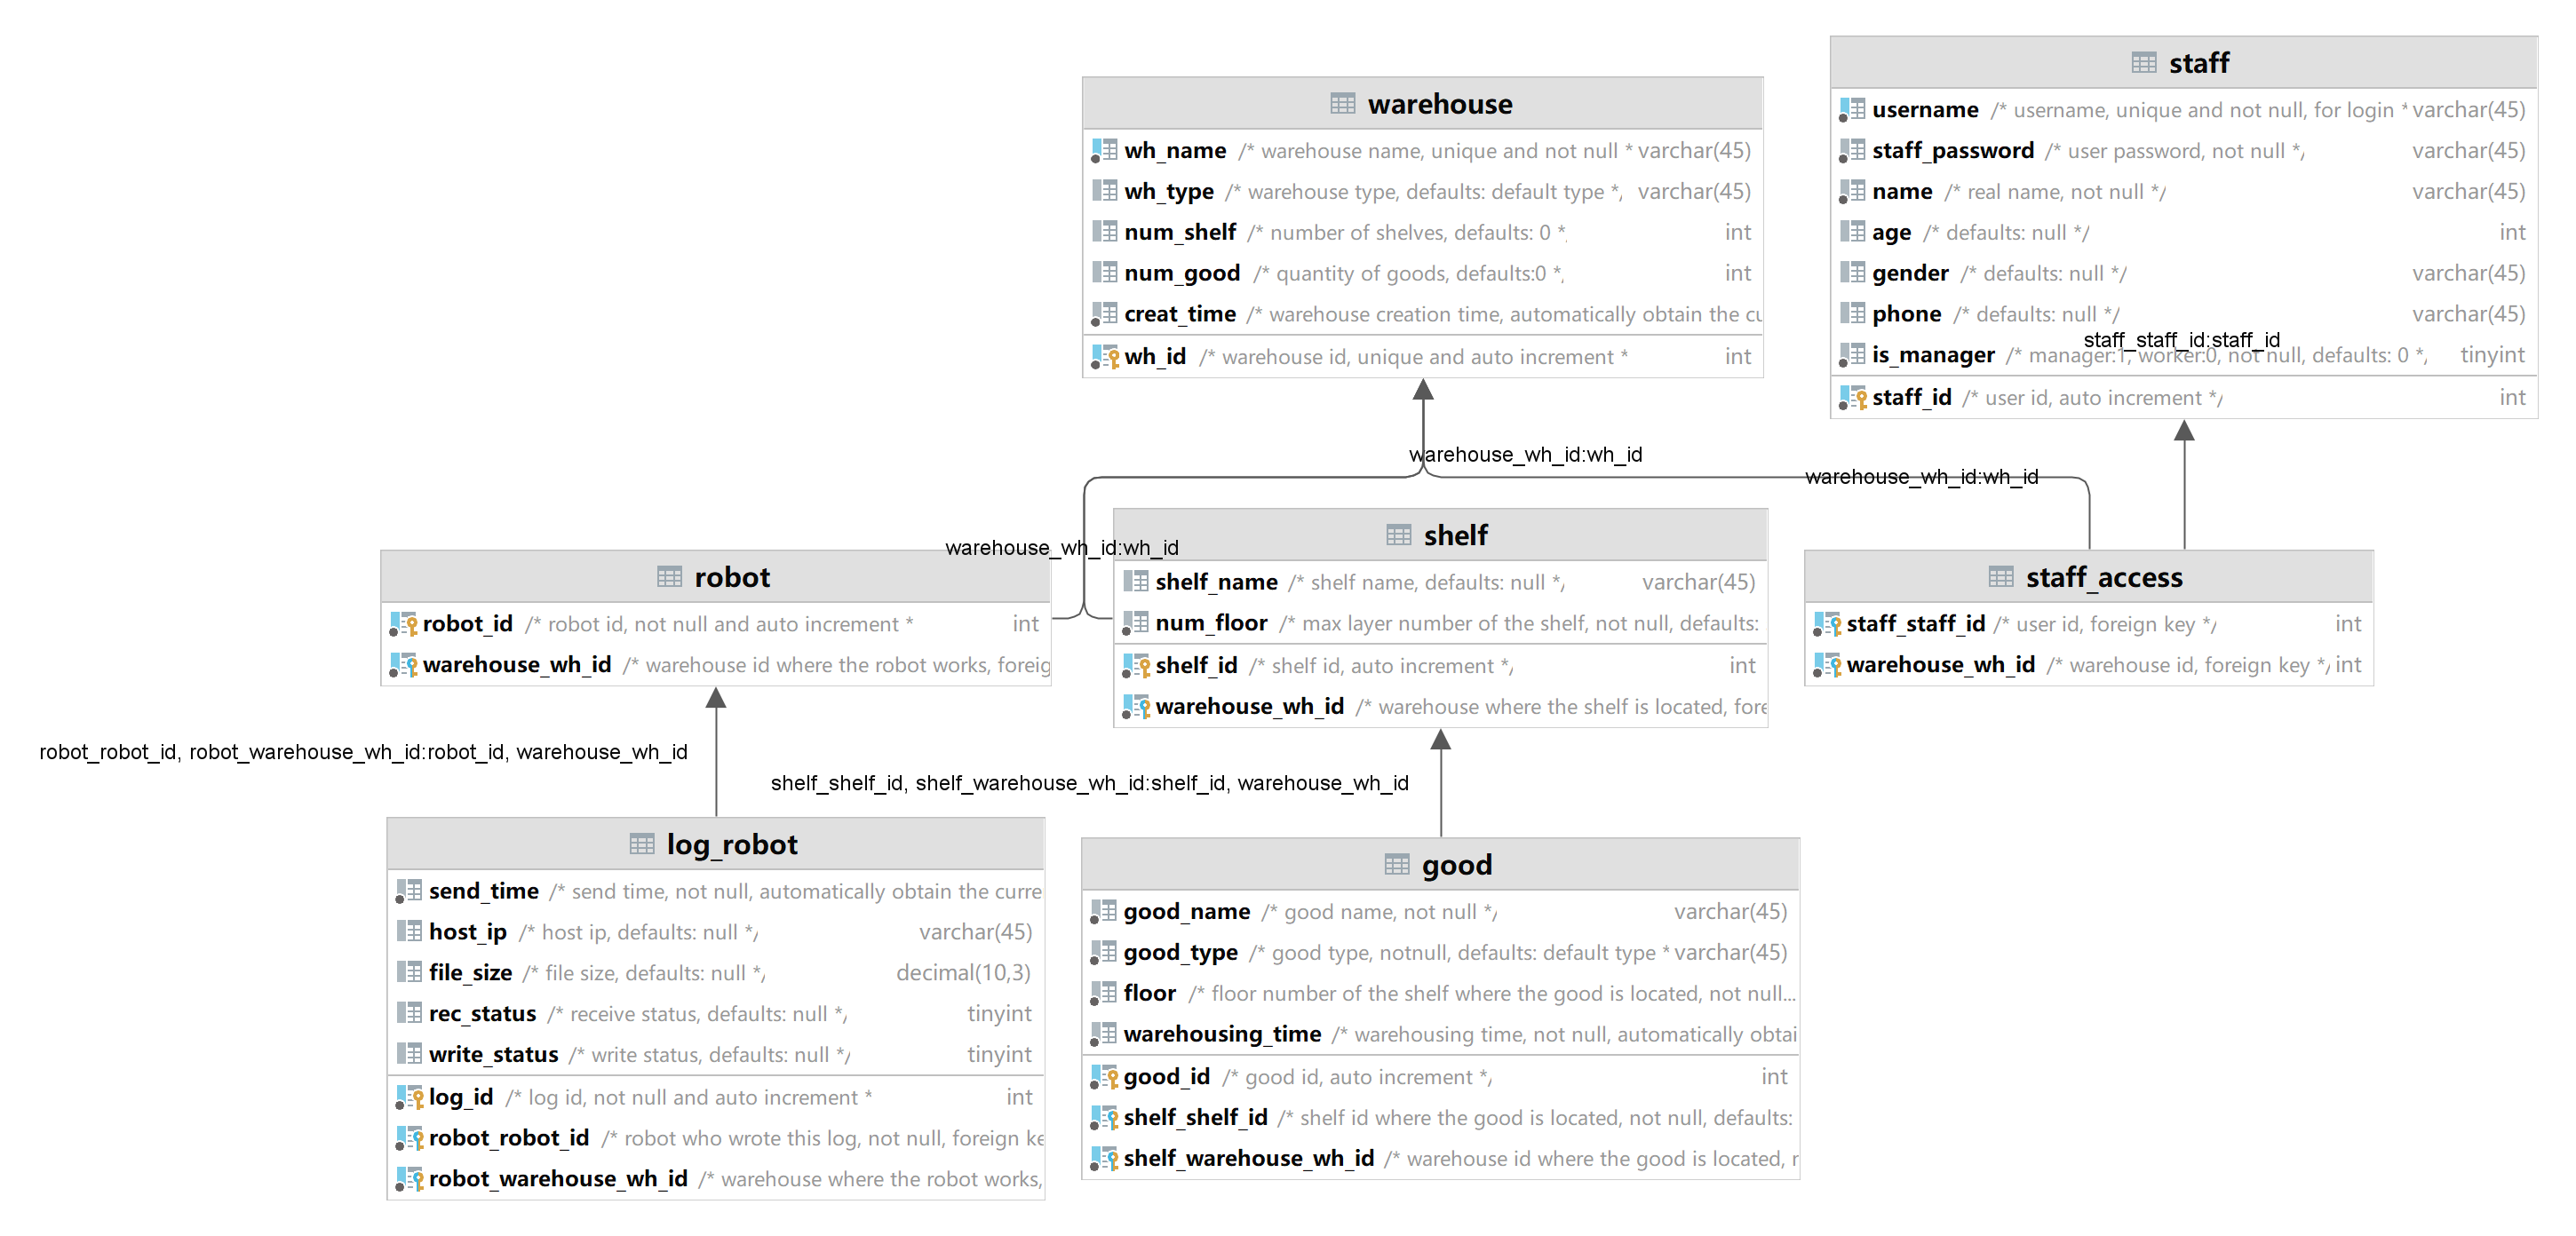 staff
username /* username, unique and not null, for login * varchar(45)
staff_password /* user password, not null */ varchar(45)
name /* real name, not null */ varchar(45)
age /* defaults: null */ int
gender /* defaults: null */ varchar(45)
phone /* defaults: null */ varchar(45)
staff_staff_id:staff_id
is_manager /* manager:1, worker:0, not null, defaults: 0 */ tinyint
staff_id /* user id, auto increment */ int
warehouse
wh_name /* warehouse name, unique and not null * varchar(45)
wh_type /* warehouse type, defaults: default type */ varchar(45)
num_shelf /* number of shelves, defaults: 0 * int
num_good /* quantity of goods, defaults:0 * int
creat_time /* warehouse creation time, automatically obtain the cu
wh_id /* warehouse id, unique and auto increment * int
warehouse_wh_id:wh_id
warehouse_wh_id:wh_id
warehouse_wh_id:wh_id
robot
robot_id /* robot id, not null and auto increment * int
warehouse_wh_id /* warehouse id where the robot works, foreig
shelf
shelf_name /* shelf name, defaults: null */ varchar(45)
num_floor /* max layer number of the shelf, not null, defaults:
shelf_id /* shelf id, auto increment */ int
warehouse_wh_id /* warehouse where the shelf is located, fore
staff_access
staff_staff_id /* user id, foreign key */ int
warehouse_wh_id /* warehouse id, foreign key */ int
robot_robot_id, robot_warehouse_wh_id:robot_id, warehouse_wh_id
shelf_shelf_id, shelf_warehouse_wh_id:shelf_id, warehouse_wh_id
log_robot
send_time /* send time, not null, automatically obtain the curre
host_ip /* host ip, defaults: null */ varchar(45)
file_size /* file size, defaults: null */ decimal(10,3)
rec_status /* receive status, defaults: null */ tinyint
write_status /* write status, defaults: null */ tinyint
log_id /* log id, not null and auto increment * int
robot_robot_id /* robot who wrote this log, not null, foreign ke
robot_warehouse_wh_id /* warehouse where the robot works,
good
good_name /* good name, not null */ varchar(45)
good_type /* good type, notnull, defaults: default type * varchar(45)
floor /* floor number of the shelf where the good is located, not null...
warehousing_time /* warehousing time, not null, automatically obtai
good_id /* good id, auto increment */ int
shelf_shelf_id /* shelf id where the good is located, not null, defaults:
shelf_warehouse_wh_id /* warehouse id where the good is located, r